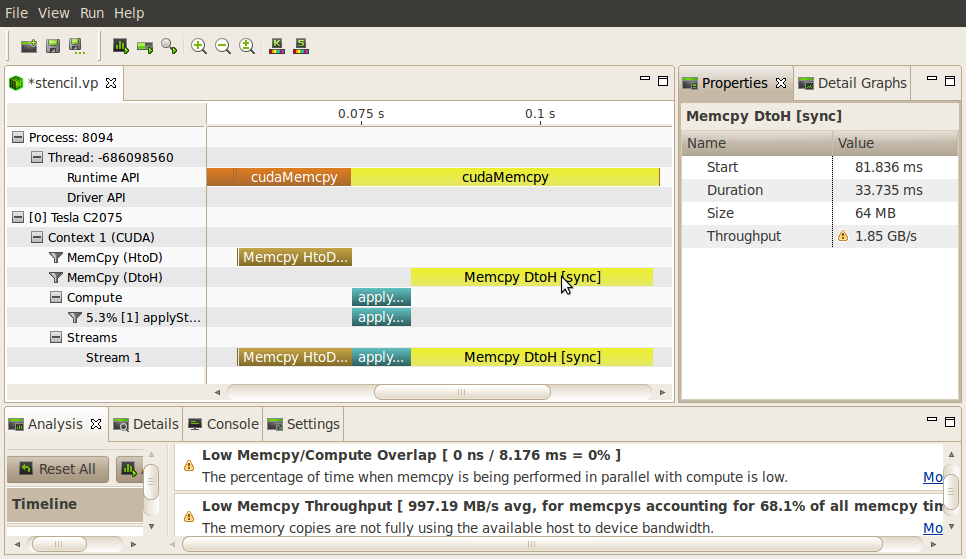 File View Run Help
*stencil.vp
Properties
Detail Graphs
0.075 s 0.1 s
Process: 8094
Thread: -686098560
Runtime API cudaMemcpy cudaMemcpy
Driver API
[0] Tesla C2075
Context 1 (CUDA)
MemCpy (HtoD) Memcpy HtoD...
MemCpy (DtoH) Memcpy DtoH [sync]
Compute apply...
5.3% [1] applySt... apply...
Streams
Stream 1 Memcpy HtoD... apply... Memcpy DtoH [sync]
Memcpy DtoH [sync]
Name Value
Start 81.836 ms
Duration 33.735 ms
Size 64 MB
Throughput 1.85 GB/s
Analysis Details Console Settings
Reset All
Timeline
Low Memcpy/Compute Overlap [ 0 ns / 8.176 ms = 0% ]
The percentage of time when memcpy is being performed in parallel with compute is low. Mo
Low Memcpy Throughput [ 997.19 MB/s avg, for memcpys accounting for 68.1% of all memcpy tim
The memory copies are not fully using the available host to device bandwidth. Mo